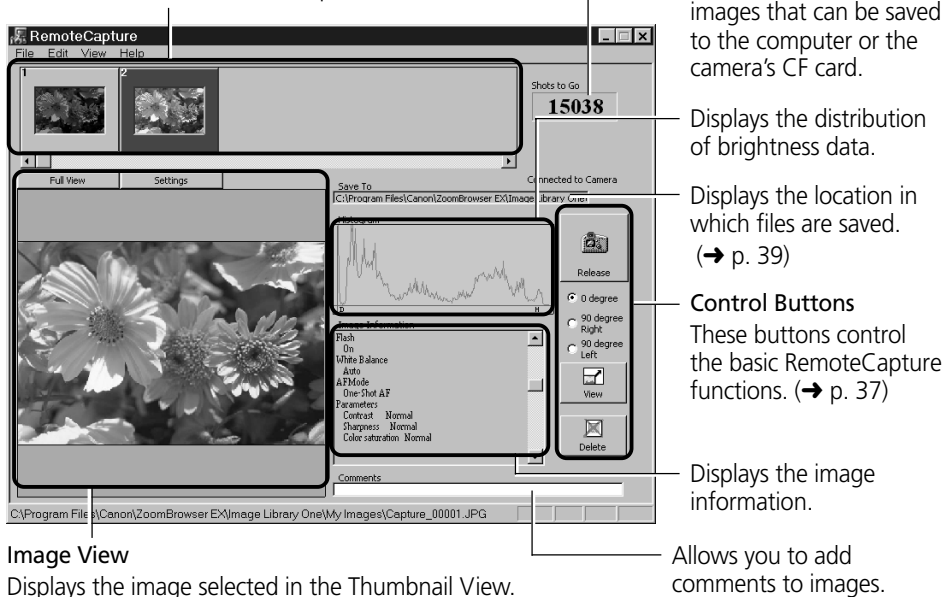 images that can be saved
to the computer or the
camera's CF card.
RemoteCapture
File Edit View Help
1
2
Shots to Go
15038
Displays the distribution
of brightness data.
Full View
Settings
Save To
Connected to Camera
C:\Program Files\Canon\ZoomBrowser EX\Image Library One\
Displays the location in
which files are saved.
(➜ p. 39)
Histogram
D
H
Release
0 degree
90 degree
Right
90 degree
Left
View
Delete
Control Buttons
These buttons control
the basic RemoteCapture
functions. (➜ p. 37)
Image Information
Flash
On
White Balance
Auto
AFMode
One-Shot AF
Parameters
Contrast Normal
Sharpness Normal
Color saturation Normal
Displays the image
information.
Comments
C:\Program Files\Canon\ZoomBrowser EX\Image Library One\My Images\Capture_00001.JPG
Image View
Displays the image selected in the Thumbnail View.
Allows you to add
comments to images.